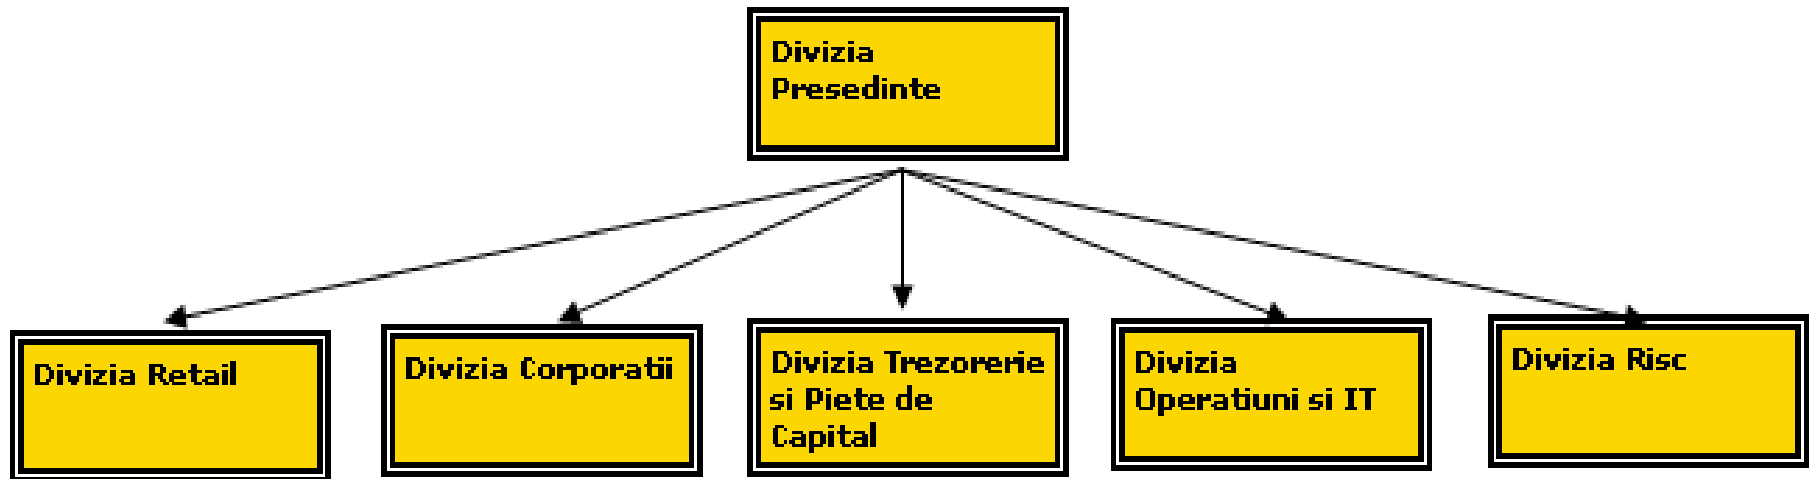 Divizia
Presedinte
Divizia Retail
Divizia Corporatii
Divizia Trezorerie
si Piete de
Capital
Divizia
Operatiuni si IT
Divizia Risc